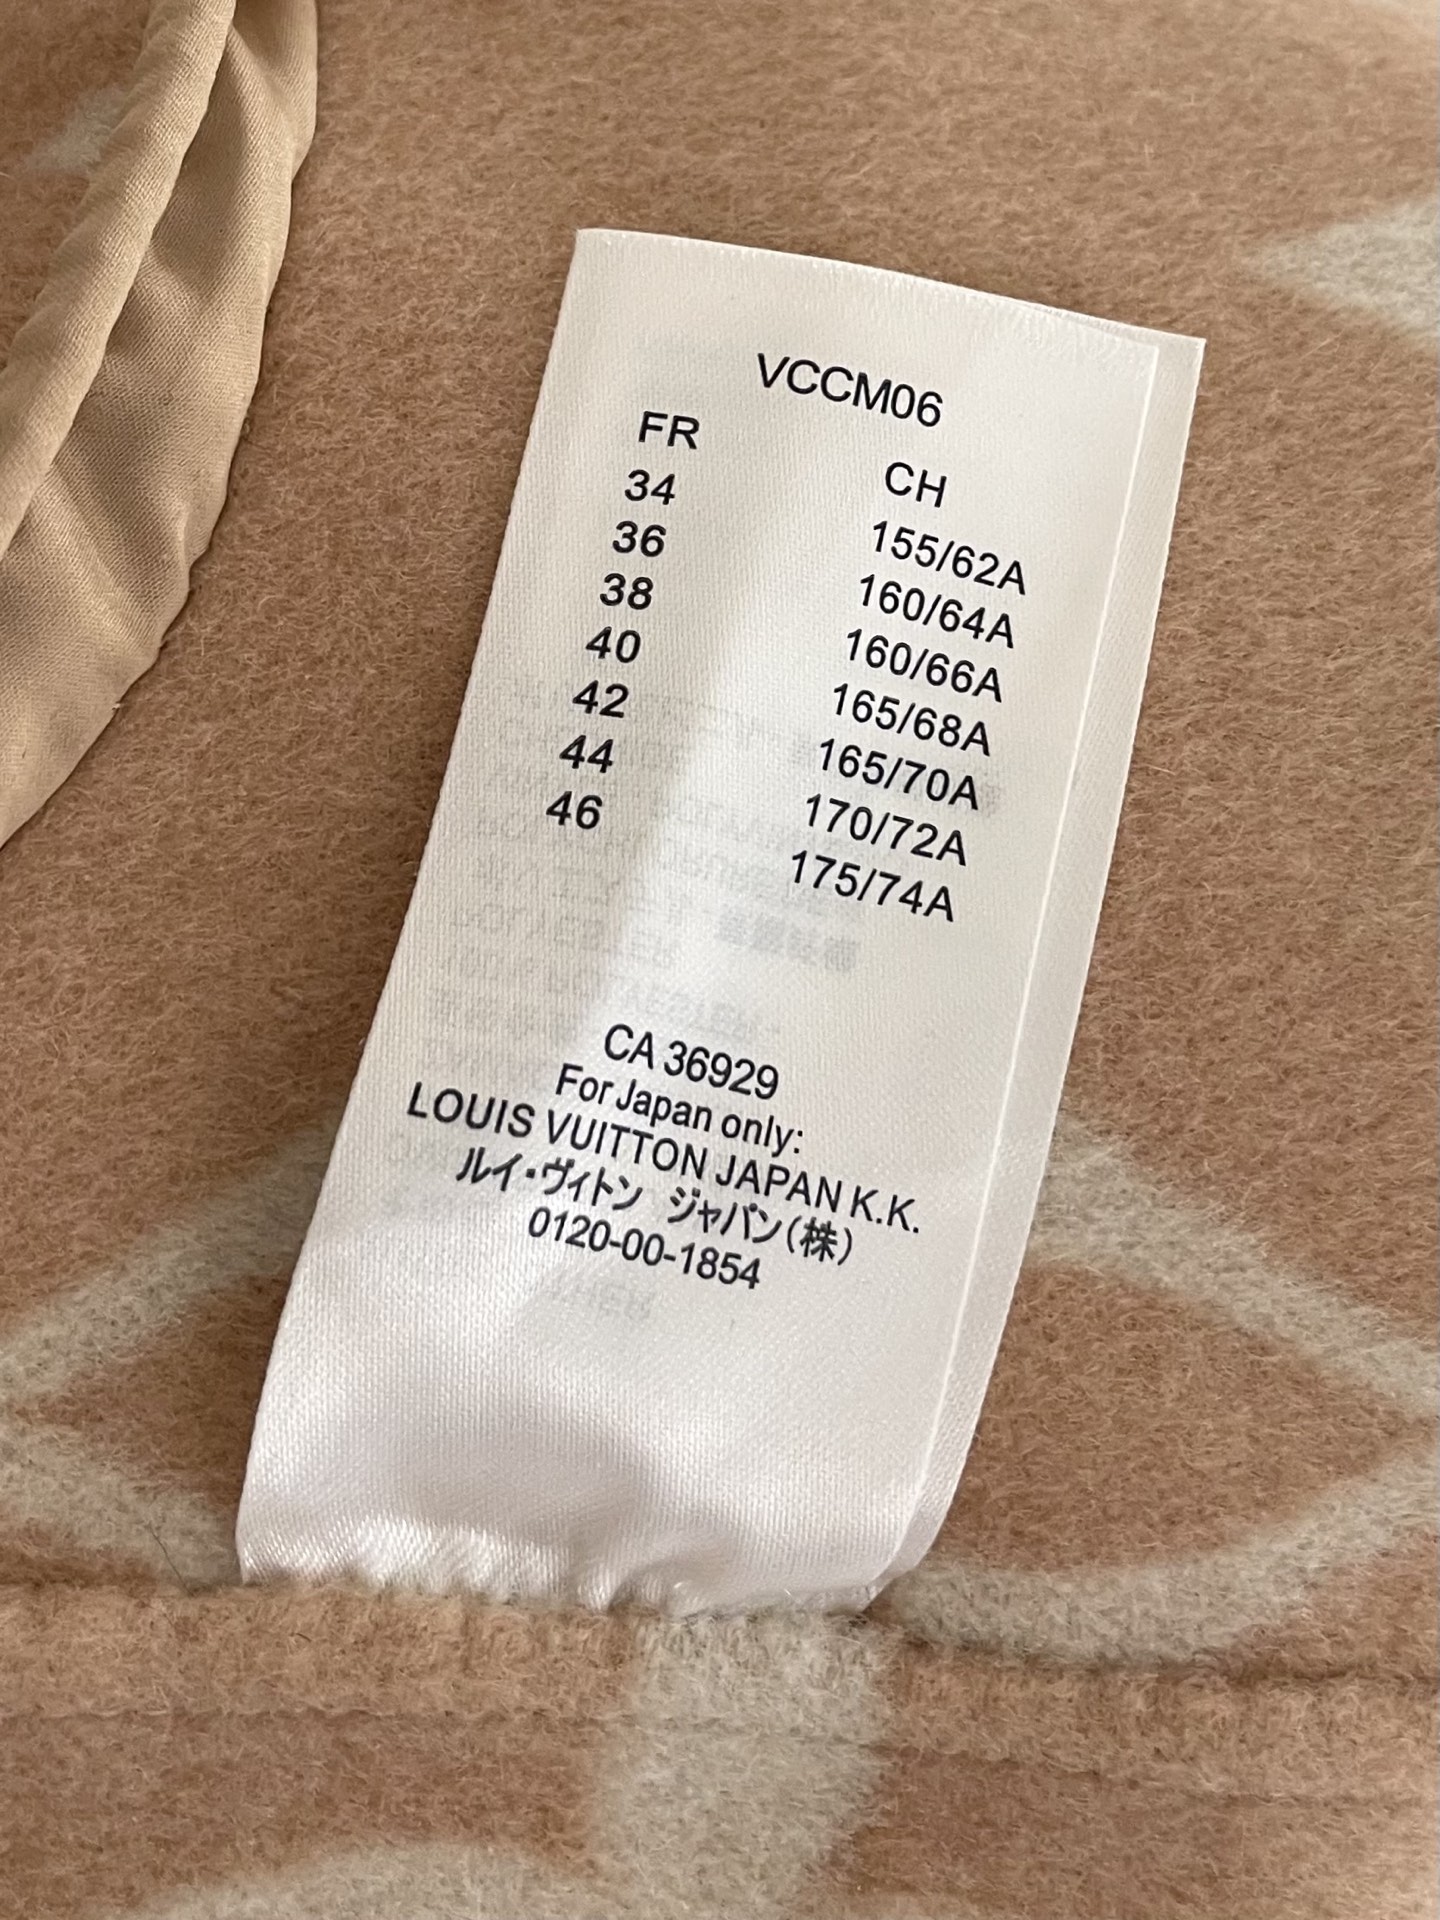 VCCM06
FR CH
34 155/62A
36 160/64A
38 160/66A
40 165/68A
42 165/70A
44 170/72A
46 175/74A
CA 36929
For Japan only:
LOUIS VUITTON JAPAN K.K.
ルイ・ヴィトン ジャパン(株)
0120-00-1854